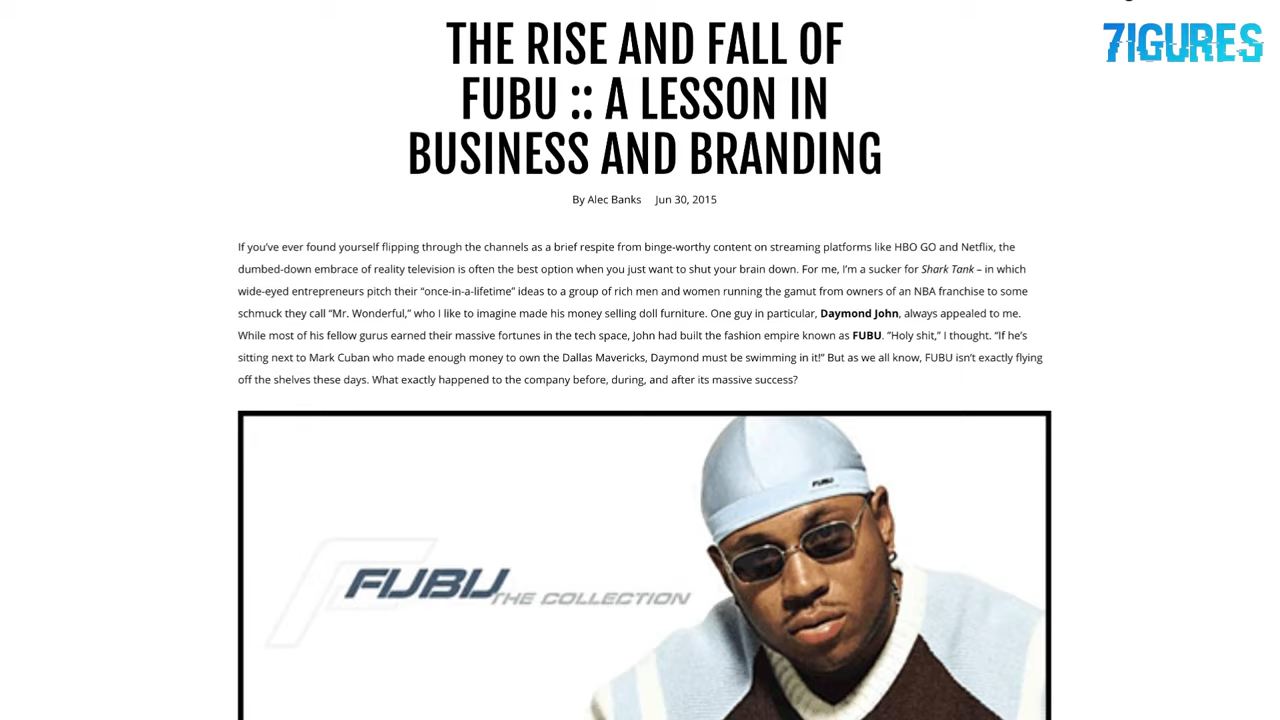 7IGURES
THE RISE AND FALL OF
FUBU :: A LESSON IN
BUSINESS AND BRANDING
By Alec Banks Jun 30, 2015
If you’ve ever found yourself flipping through the channels as a brief respite from binge-worthy content on streaming platforms like HBO GO and Netflix, the
dumbed-down embrace of reality television is often the best option when you just want to shut your brain down. For me, I’m a sucker for Shark Tank – in which
wide-eyed entrepreneurs pitch their “once-in-a-lifetime” ideas to a group of rich men and women running the gamut from owners of an NBA franchise to some
schmuck they call “Mr. Wonderful,” who I like to imagine made his money selling doll furniture. One guy in particular, Daymond John, always appealed to me.
While most of his fellow gurus earned their massive fortunes in the tech space, John had built the fashion empire known as FUBU. “Holy shit,” I thought. “If he’s
sitting next to Mark Cuban who made enough money to own the Dallas Mavericks, Daymond must be swimming in it!” But as we all know, FUBU isn’t exactly flying
off the shelves these days. What exactly happened to the company before, during, and after its massive success?
FUBU
FUBU THE COLLECTION